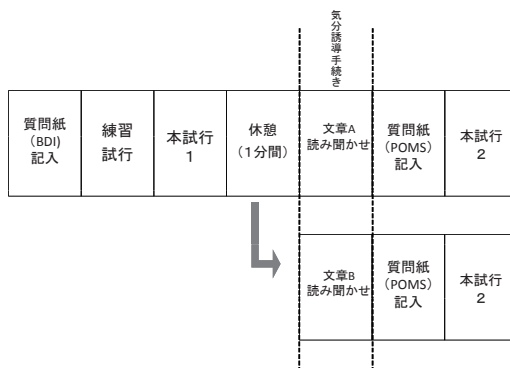 気分誘導手続き
質問紙
（BDI)
記入
練習
試行
本試行
1
休憩
（1分間）
文章A
読み聞かせ
質問紙
（POMS）
記入
本試行
2
文章B
読み聞かせ
質問紙
（POMS）
記入
本試行
2